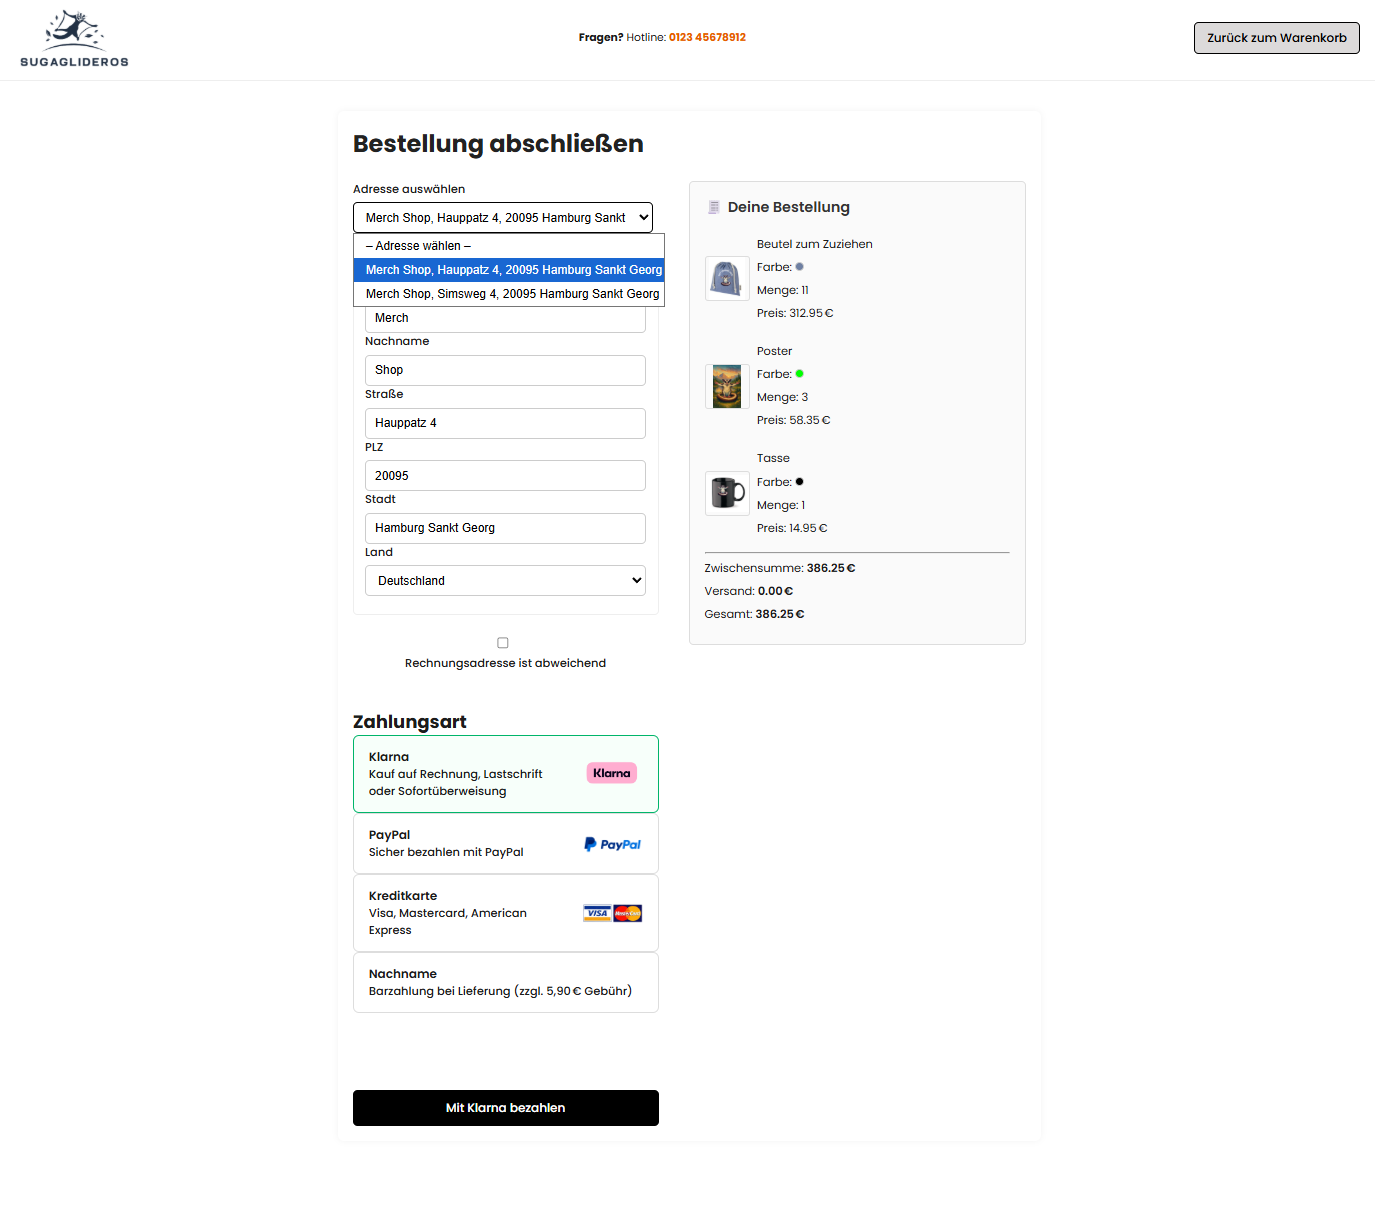 SUGAGLIDEROS
Fragen? Hotline: 0123 45678912
Zurück zum Warenkorb
Bestellung abschließen
Adresse auswählen
Merch Shop, Hauppatz 4, 20095 Hamburg Sankt
– Adresse wählen –
Merch Shop, Hauppatz 4, 20095 Hamburg Sankt Georg
Merch Shop, Simsweg 4, 20095 Hamburg Sankt Georg
Merch
Nachname
Shop
Straße
Hauppatz 4
PLZ
20095
Stadt
Hamburg Sankt Georg
Land
Deutschland
Rechnungsadresse ist abweichend
Zahlungsart
Klarna
Kauf auf Rechnung, Lastschrift
oder Sofortüberweisung
Klarna
PayPal
Sicher bezahlen mit PayPal
PayPal
Kreditkarte
Visa, Mastercard, American
Express
VISA MasterCard
Nachname
Barzahlung bei Lieferung (zzgl. 5,90 € Gebühr)
Mit Klarna bezahlen
Deine Bestellung
Beutel zum Zuziehen
Farbe:
Menge: 11
Preis: 312.95 €
Poster
Farbe:
Menge: 3
Preis: 58.35 €
Tasse
Farbe:
Menge: 1
Preis: 14.95 €
Zwischensumme: 386.25 €
Versand: 0.00 €
Gesamt: 386.25 €